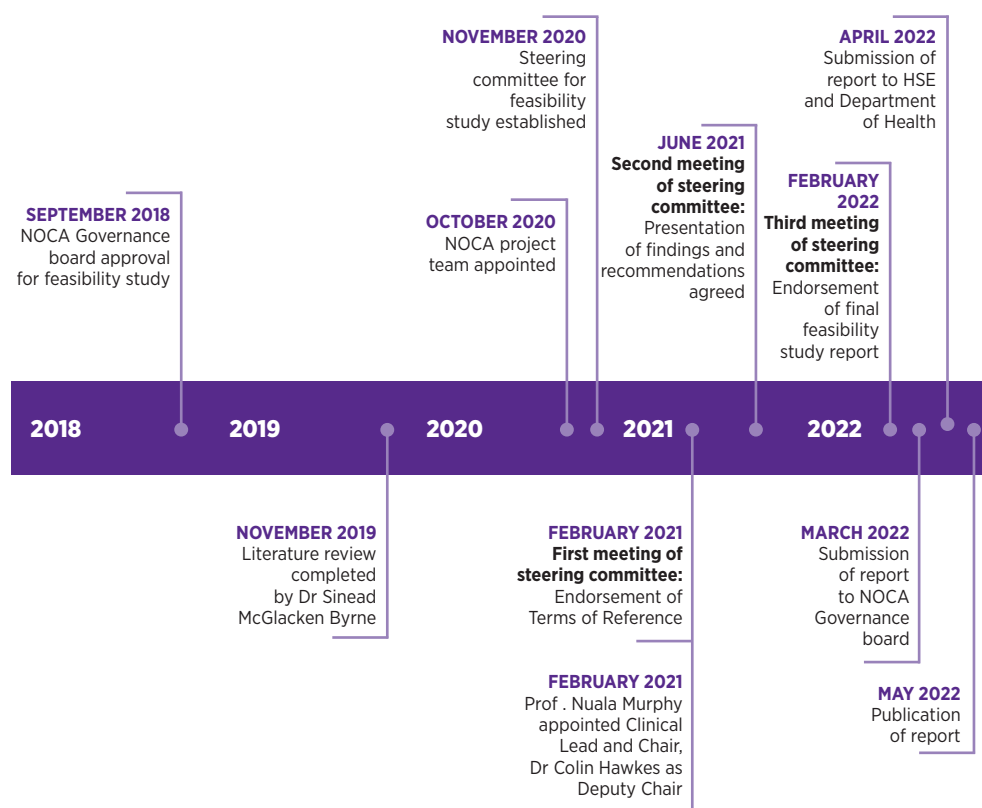 SEPTEMBER 2018
NOCA Governance
board approval
for feasibility study
OCTOBER 2020
NOCA project
team appointed
NOVEMBER 2020
Steering
committee for
feasibility
study established
JUNE 2021
Second meeting
of steering
committee:
Presentation
of findings and
recommendations
agreed
FEBRUARY
2022
Third meeting
of steering
committee:
Endorsement
of final
feasibility
study report
APRIL 2022
Submission of
report to HSE
and Department
of Health
2018
2019
2020
2021
2022
NOVEMBER 2019
Literature review
completed
by Dr Sinead
McGlacken Byrne
FEBRUARY 2021
First meeting of
steering committee:
Endorsement of
Terms of Reference
FEBRUARY 2021
Prof . Nuala Murphy
appointed Clinical
Lead and Chair,
Dr Colin Hawkes as
Deputy Chair
MARCH 2022
Submission
of report
to NOCA
Governance
board
MAY 2022
Publication
of report